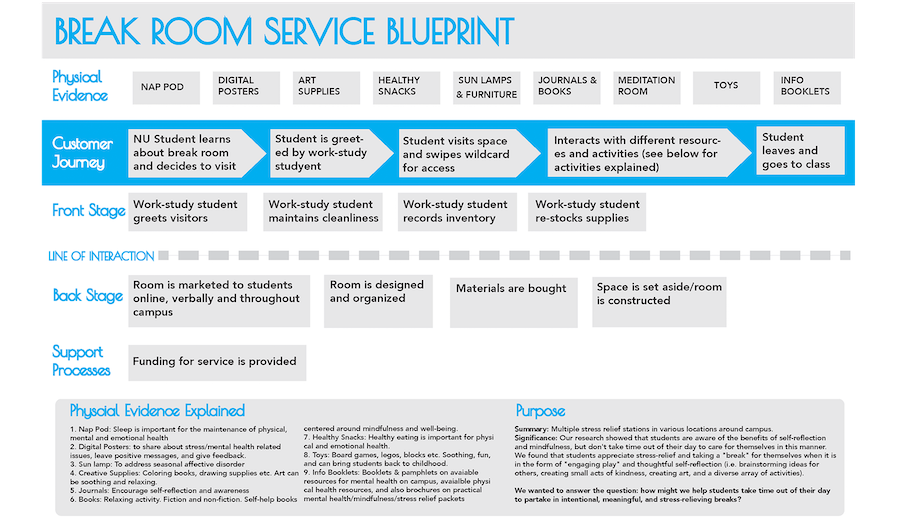 BREAK ROOM SERVICE BLUEPRINT
Physical
Evidence
NAP POD
DIGITAL
POSTERS
ART
SUPPLIES
HEALTHY
SNACKS
SUN LAMPS
& FURNITURE
JOURNALS &
BOOKS
MEDITATION
ROOM
TOYS
INFO
BOOKLETS
Customer
Journey
NU Student learns
about break room
and decides to visit
Student is greet-
ed by work-study
studyent
Student visits space
and swipes wildcard
for access
Interacts with different resourc-
es and activities (see below for
activities explained)
Student
leaves and
goes to class
Front Stage
Work-study student
greets visitors
Work-study student
maintains cleanliness
Work-study student
records inventory
Work-study student
re-stocks supplies
LINE OF INTERACTION
Back Stage
Room is marketed to students
online, verbally and throughout
campus
Room is designed
and organized
Materials are bought
Space is set aside/room
is constructed
Support
Processes
Funding for service is provided
Physcial Evidence Explained
1. Nap Pod: Sleep is important for the maintenance of physical,
mental and emotional health
2. Digital Posters: to share about stress/mental health related
issues, leave positive messages, and give feedback.
3. Sun lamp: To address seasonal affective disorder
4. Creative Supplies: Coloring books, drawing supplies etc. Art can
be soothing and relaxing.
5. Journals: Encourage self-reflection and awareness
6. Books: Relaxing activity. Fiction and non-fiction. Self-help books
centered around mindfulness and well-being.
7. Healthy Snacks: Healthy eating is important for physi
cal and emotional health.
8. Toys: Board games, legos, blocks etc. Soothing, fun,
and can bring students back to childhood.
9. Info Booklets: Booklets & pamphlets on avaiable
resources for mental health on campus, avaialble physi
cal health resources, and also brochures on practical
mental health/mindfulness/stress relief packets
Purpose
Summary: Multiple stress relief stations in various locations around campus.
Significance: Our research showed that students are aware of the benefits of self-reflection
and mindfulness, but don't take time out of their day to care for themselves in this manner.
We found that students appreciate stress-relief and taking a "break" for themselves when it is
in the form of "engaging play" and thoughtful self-reflection (i.e. brainstorming ideas for
others, creating small acts of kindness, creating art, and a diverse array of activities).
We wanted to answer the question: how might we help students take time out of their day
to partake in intentional, meaningful, and stress-relieving breaks?